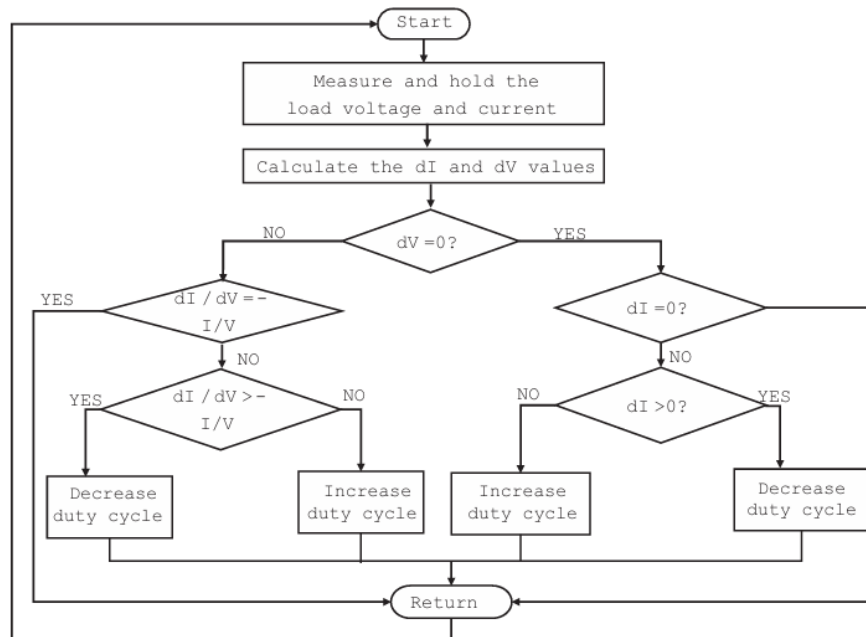 Start
Measure and hold the
load voltage and current
Calculate the dI and dV values
dV =0?
NO
YES
dI / dV = –
I/V
YES
dI =0?
NO
NO
dI / dV > –
I/V
YES
NO
dI >0?
NO
YES
Decrease
duty cycle
Increase
duty cycle
Increase
duty cycle
Decrease
duty cycle
Return